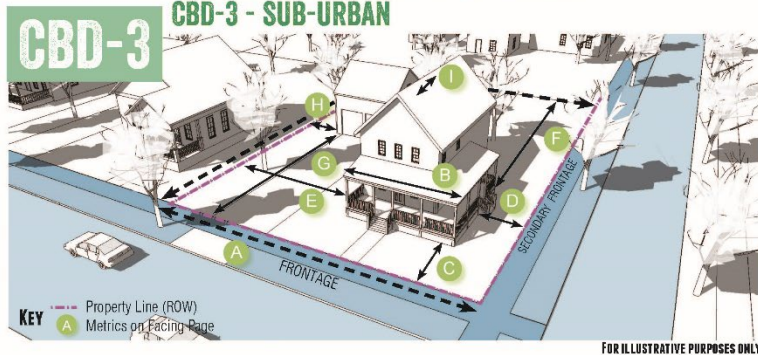 CBD-3
CBD-3 - SUB-URBAN
I
H
F
G
B
E
D
A
C
FRONTAGE
SECONDARY FRONTAGE
KEY
Property Line (ROW)
A Metrics on Facing Page
FOR ILLUSTRATIVE PURPOSES ONLY